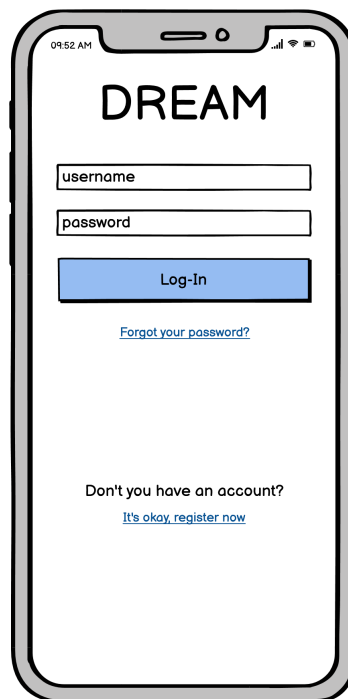 09:52 AM
DREAM
username
password
Log-In
Forgot your password?
Don't you have an account?
It's okay, register now